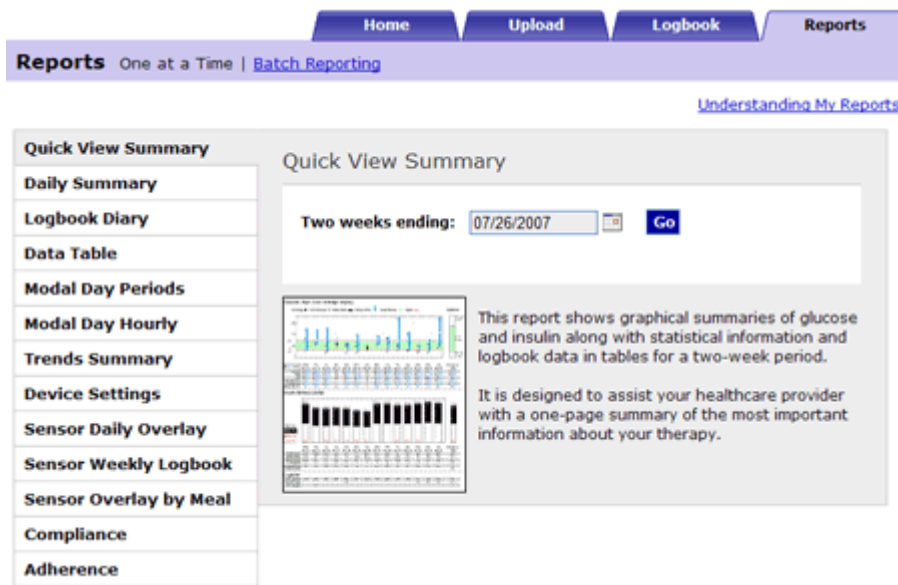 Home Upload Logbook Reports
Reports One at a Time | Batch Reporting
Understanding My Reports
Quick View Summary
Daily Summary
Logbook Diary
Data Table
Modal Day Periods
Modal Day Hourly
Trends Summary
Device Settings
Sensor Daily Overlay
Sensor Weekly Logbook
Sensor Overlay by Meal
Compliance
Adherence
Quick View Summary
Two weeks ending: 07/26/2007 Go
This report shows graphical summaries of glucose
and insulin along with statistical information and
logbook data in tables for a two-week period.
It is designed to assist your healthcare provider
with a one-page summary of the most important
information about your therapy.